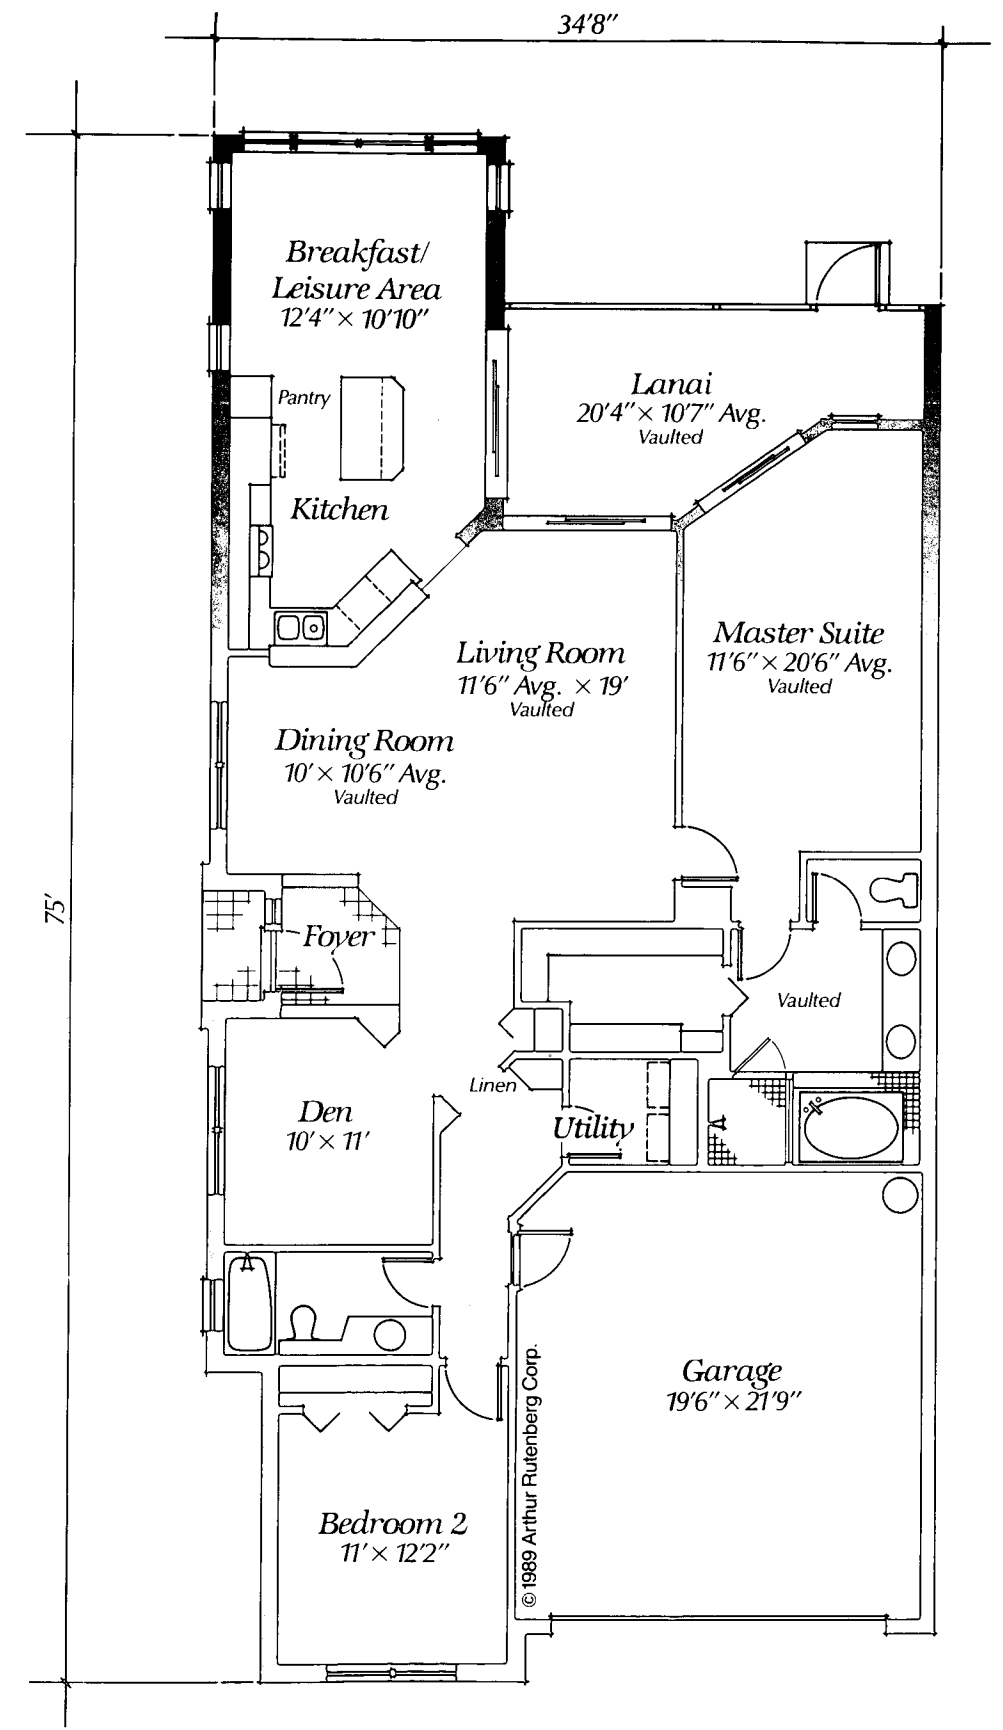 34'8"
Breakfast/
Leisure Area
12'4" × 10'10"
Lanai
20'4" × 10'7" Avg.
Vaulted
Pantry
Kitchen
Master Suite
11'6" × 20'6" Avg.
Vaulted
Living Room
11'6" Avg. × 19'
Vaulted
Dining Room
10' × 10'6" Avg.
Vaulted
75'
Foyer
Vaulted
Linen
Den
10' × 11'
Utility
Garage
19'6" × 21'9"
©1989 Arthur Rutenberg Corp.
Bedroom 2
11' × 12'2"